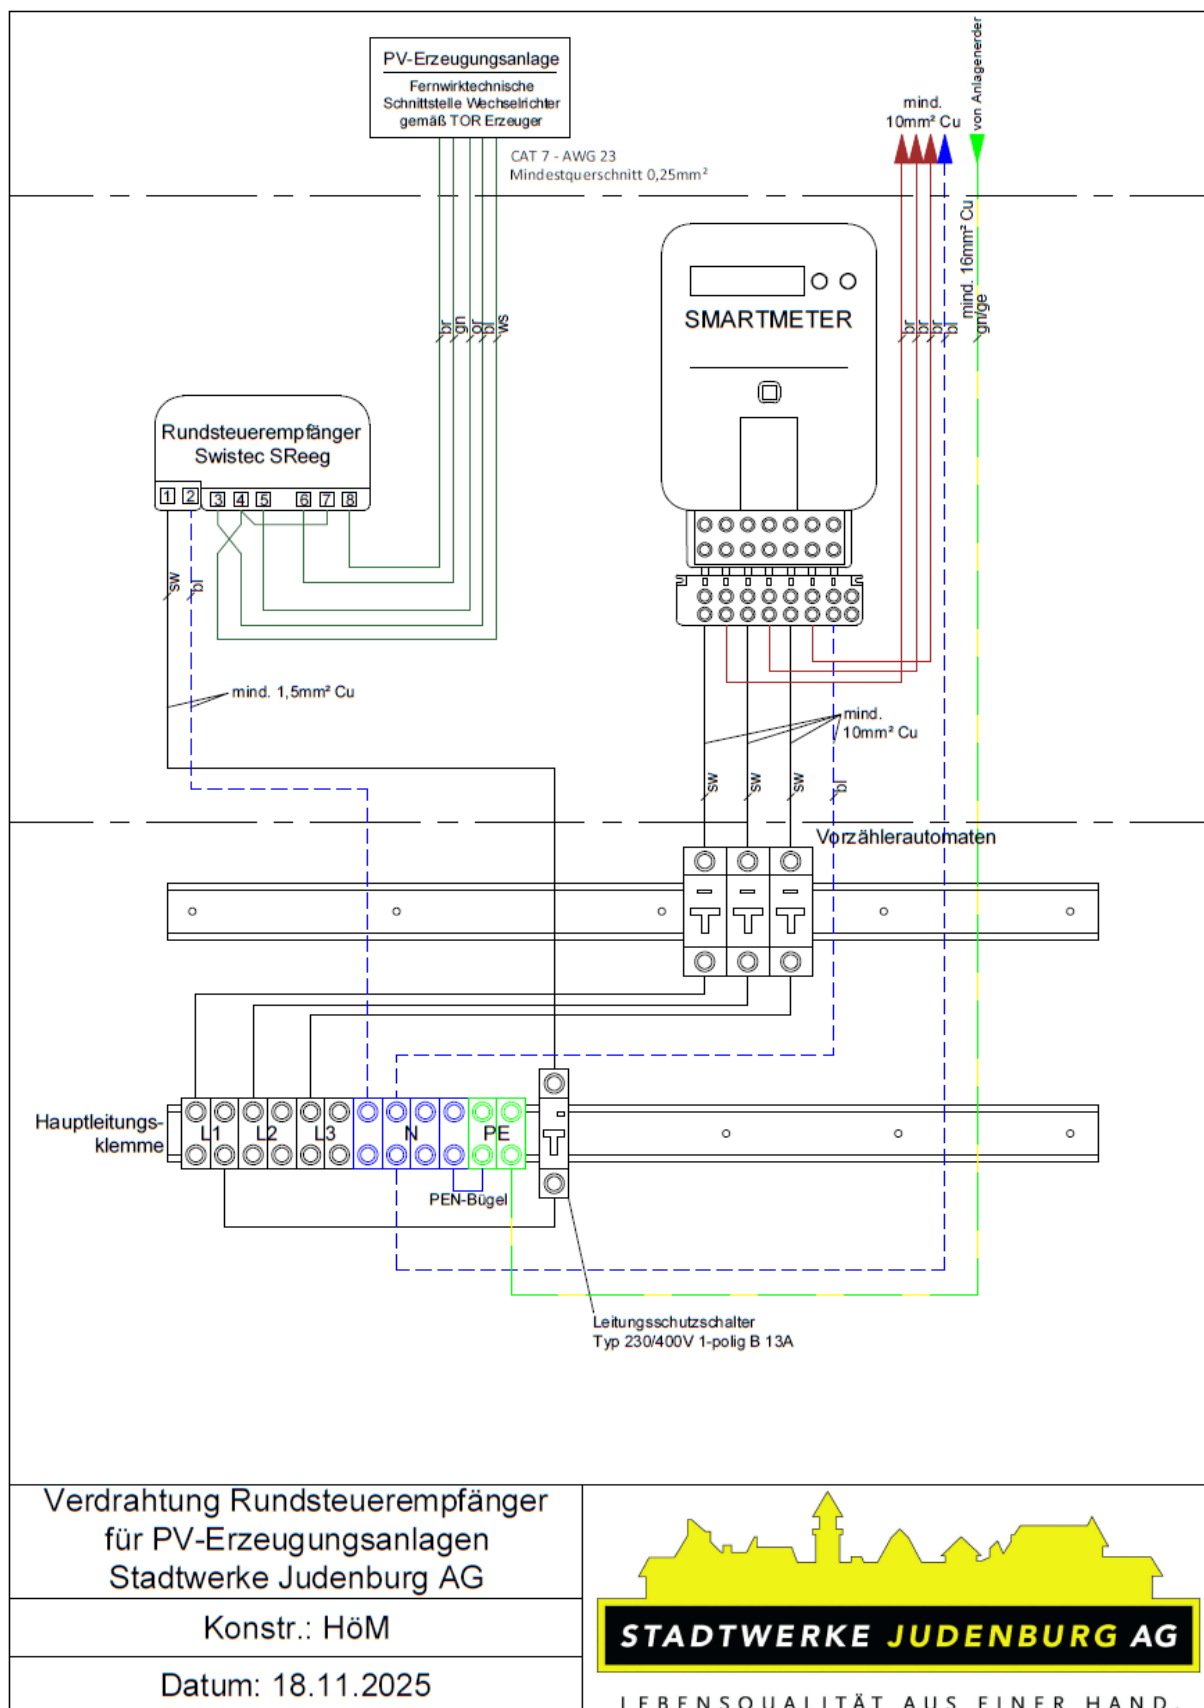 PV-Erzeugungsanlage
Fernwirktechnische
Schnittstelle Wechselrichter
gemäß TOR Erzeuger
CAT 7 - AWG 23
Mindestquerschnitt 0,25mm²
mind.
10mm² Cu
von Anlagenerder
mind. 16mm² Cu
gn/ge
br
br
br
bl
br
gn
or
bl
ws
SMARTMETER
Rundsteuerempfänger
Swistec SReeg
1 2 3 4 5 6 7 8
sw
bl
mind. 1,5mm² Cu
mind.
10mm² Cu
sw
sw
sw
bl
Vorzählerautomaten
Hauptleitungs-
klemme
L1 L2 L3 N PE
PEN-Bügel
Leitungsschutzschalter
Typ 230/400V 1-polig B 13A
Verdrahtung Rundsteuerempfänger
für PV-Erzeugungsanlagen
Stadtwerke Judenburg AG
Konstr.: HöM
Datum: 18.11.2025
STADTWERKE JUDENBURG AG
LEBENSQUALITÄT AUS EINER HAND.